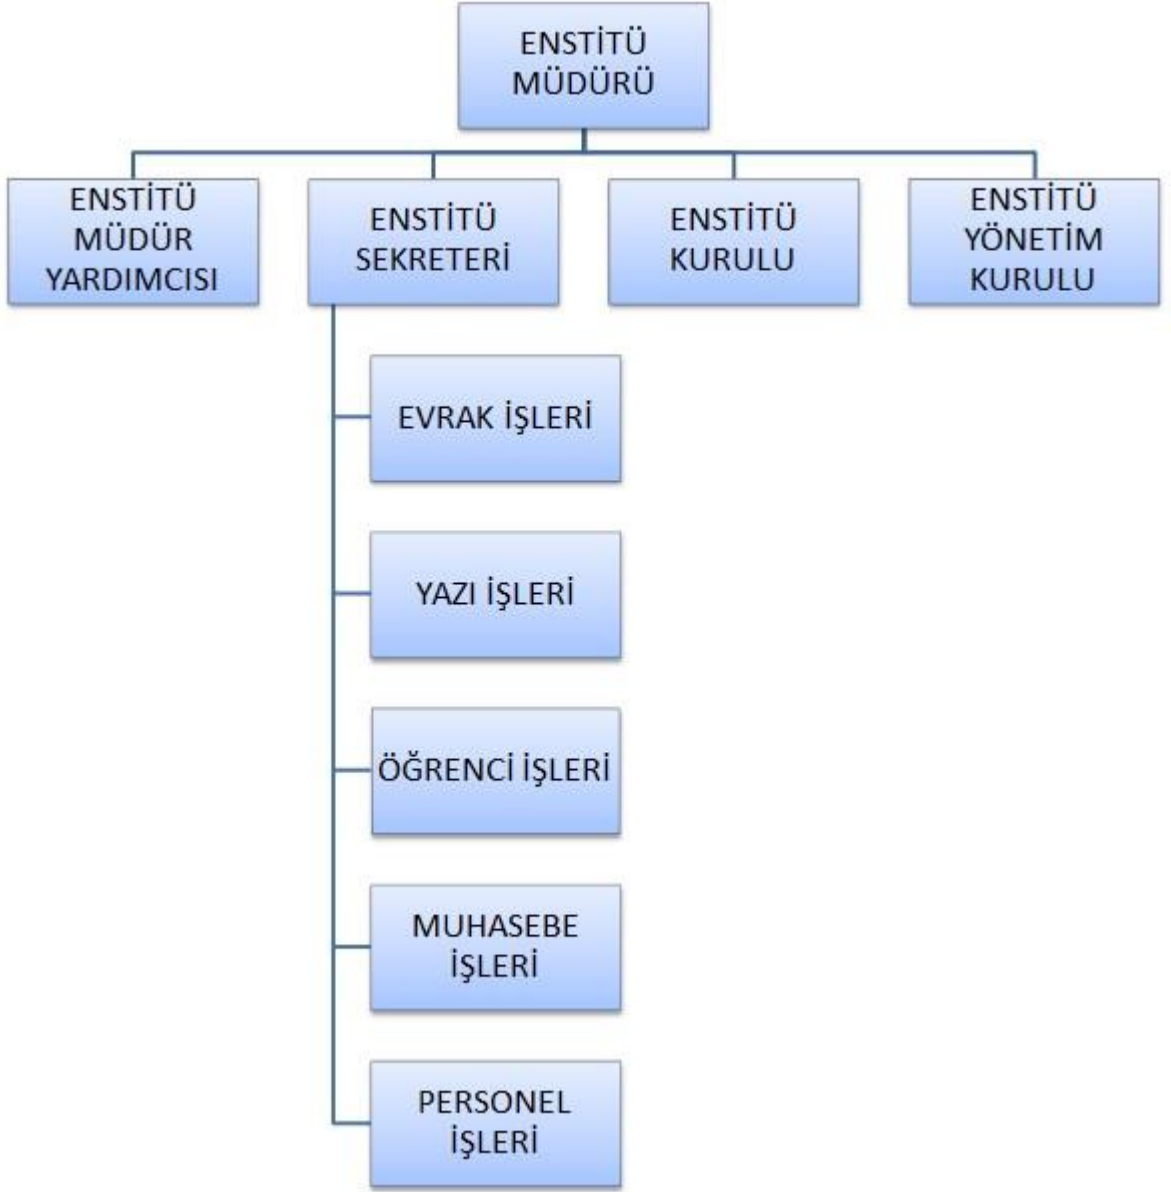 ENSTİTÜ
MÜDÜRÜ
ENSTİTÜ
MÜDÜR
YARDIMCISI
ENSTİTÜ
SEKRETERİ
ENSTİTÜ
KURULU
ENSTİTÜ
YÖNETİM
KURULU
EVRAK İŞLERİ
YAZI İŞLERİ
ÖĞRENCİ İŞLERİ
MUHASEBE
İŞLERİ
PERSONEL
İŞLERİ